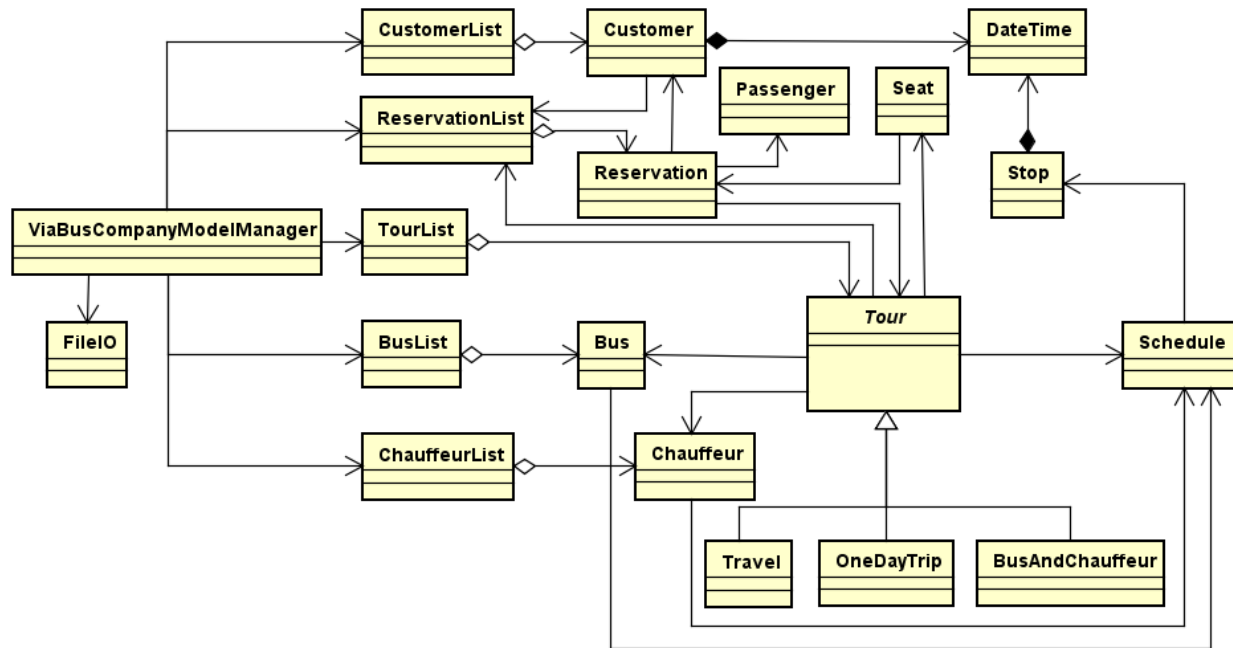 CustomerList
Customer
DateTime
Passenger
Seat
ReservationList
Reservation
Stop
ViaBusCompanyModelManager
TourList
Tour
FileIO
BusList
Bus
Schedule
ChauffeurList
Chauffeur
Travel
OneDayTrip
BusAndChauffeur